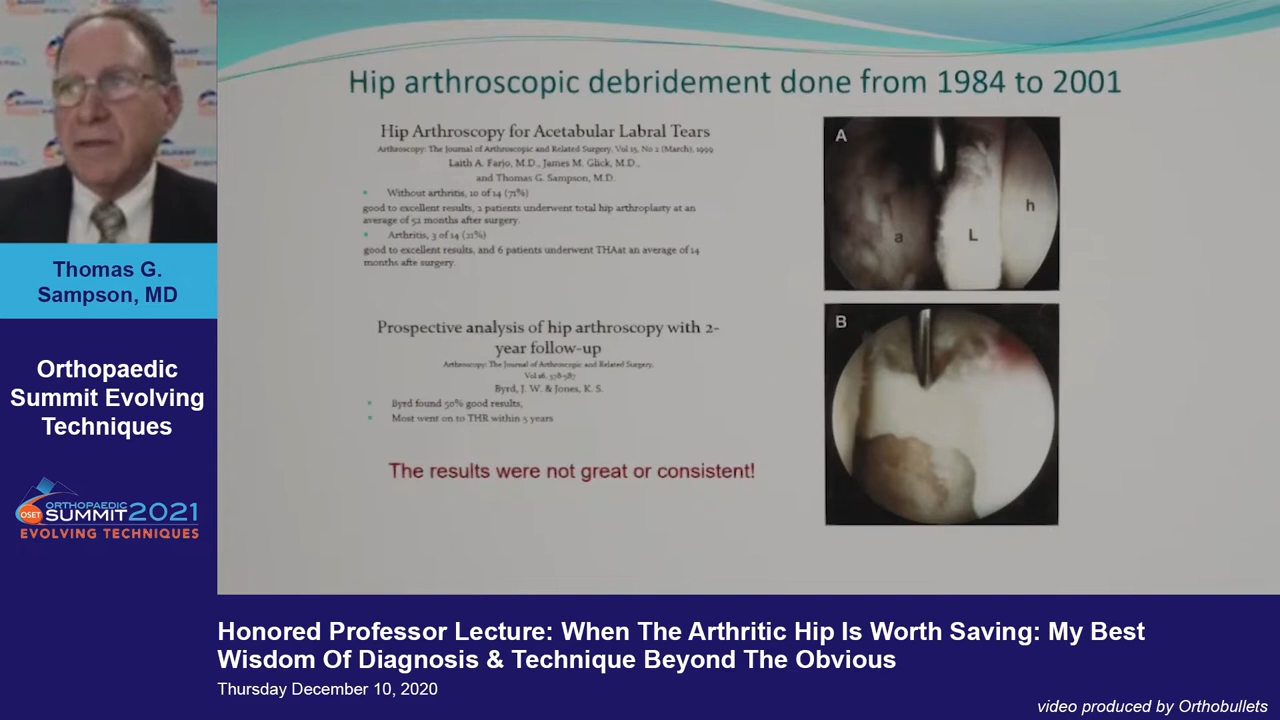 Thomas G.
Sampson, MD
Orthopaedic
Summit Evolving
Techniques
ORTHOPAEDIC
OSET SUMMIT 2021
EVOLVING TECHNIQUES
Hip arthroscopic debridement done from 1984 to 2001
Hip Arthroscopy for Acetabular Labral Tears
Arthroscopy: The Journal of Arthroscopic and Related Surgery, Vol 15, No 2 (March), 1999
Laith A. Farjo, M.D., James M. Glick, M.D.,
and Thomas G. Sampson, M.D.
• Without arthritis, 10 of 14 (71%)
good to excellent results, 2 patients underwent total hip arthroplasty at an
average of 52 months after surgery.
• Arthritis, 3 of 14 (21%)
good to excellent results, and 6 patients underwent THAat an average of 14
months afte surgery.
Prospective analysis of hip arthroscopy with 2-
year follow-up
Arthroscopy: The Journal of Arthroscopic and Related Surgery,
Vol 16, 578-587
Byrd, J. W. & Jones, K. S.
• Byrd found 50% good results,
• Most went on to THR within 5 years
The results were not great or consistent!
A
a
L
h
B
Honored Professor Lecture: When The Arthritic Hip Is Worth Saving: My Best
Wisdom Of Diagnosis & Technique Beyond The Obvious
Thursday December 10, 2020
video produced by Orthobullets